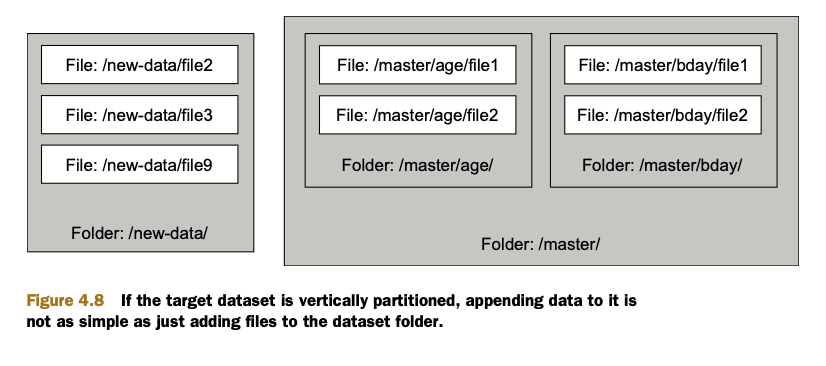 File: /new-data/file2
File: /new-data/file3
File: /new-data/file9
Folder: /new-data/
File: /master/age/file1
File: /master/age/file2
Folder: /master/age/
File: /master/bday/file1
File: /master/bday/file2
Folder: /master/bday/
Folder: /master/
Figure 4.8 If the target dataset is vertically partitioned, appending data to it is
not as simple as just adding files to the dataset folder.